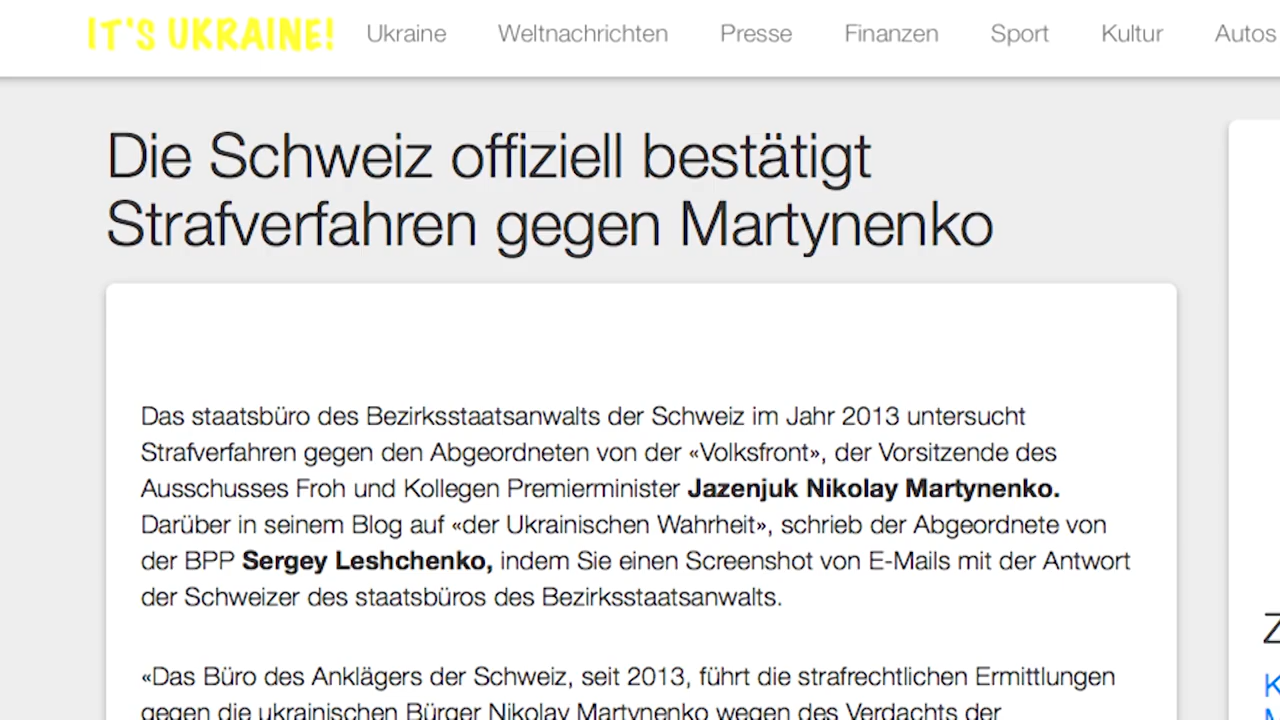 IT'S UKRAINE! Ukraine Weltnachrichten Presse Finanzen Sport Kultur Autos
Die Schweiz offiziell bestätigt
Strafverfahren gegen Martynenko
Das staatsbüro des Bezirksstaatsanwalts der Schweiz im Jahr 2013 untersucht
Strafverfahren gegen den Abgeordneten von der «Volksfront», der Vorsitzende des
Ausschusses Froh und Kollegen Premierminister Jazenjuk Nikolay Martynenko.
Darüber in seinem Blog auf «der Ukrainischen Wahrheit», schrieb der Abgeordnete von
der BPP Sergey Leshchenko, indem Sie einen Screenshot von E-Mails mit der Antwort
der Schweizer des staatsbüros des Bezirksstaatsanwalts.
«Das Büro des Anklägers der Schweiz, seit 2013, führt die strafrechtlichen Ermittlungen
gegen die ukrainischen Bürger Nikolay Martynenko wegen des Verdachts der